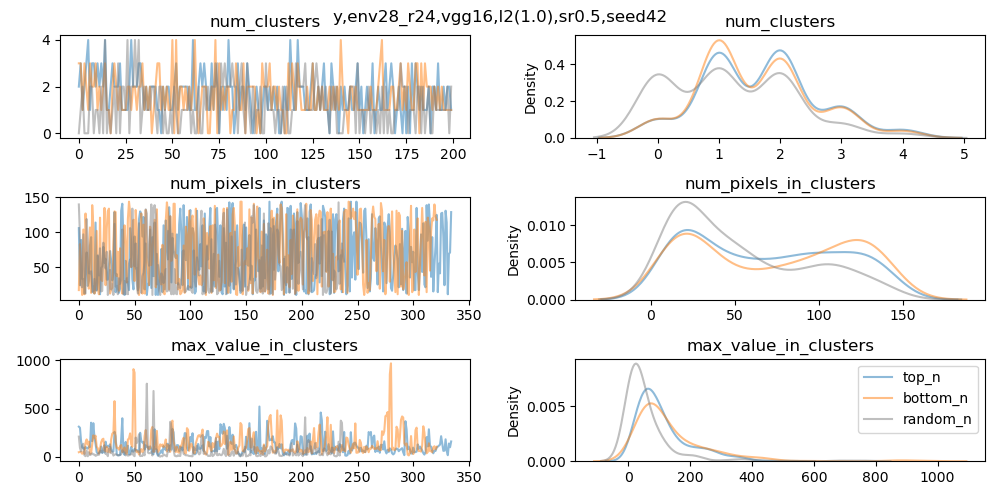 y,env28_r24,vgg16,l2(1.0),sr0.5,seed42
num_clusters
4
2
0
0 25 50 75 100 125 150 175 200
num_clusters
Density
0.4
0.2
0.0
−1 0 1 2 3 4 5
num_pixels_in_clusters
150
100
50
0 50 100 150 200 250 300 350
num_pixels_in_clusters
Density
0.010
0.005
0.000
0 50 100 150
max_value_in_clusters
1000
500
0
0 50 100 150 200 250 300 350
max_value_in_clusters
Density
0.005
0.000
0 200 400 600 800 1000
top_n
bottom_n
random_n